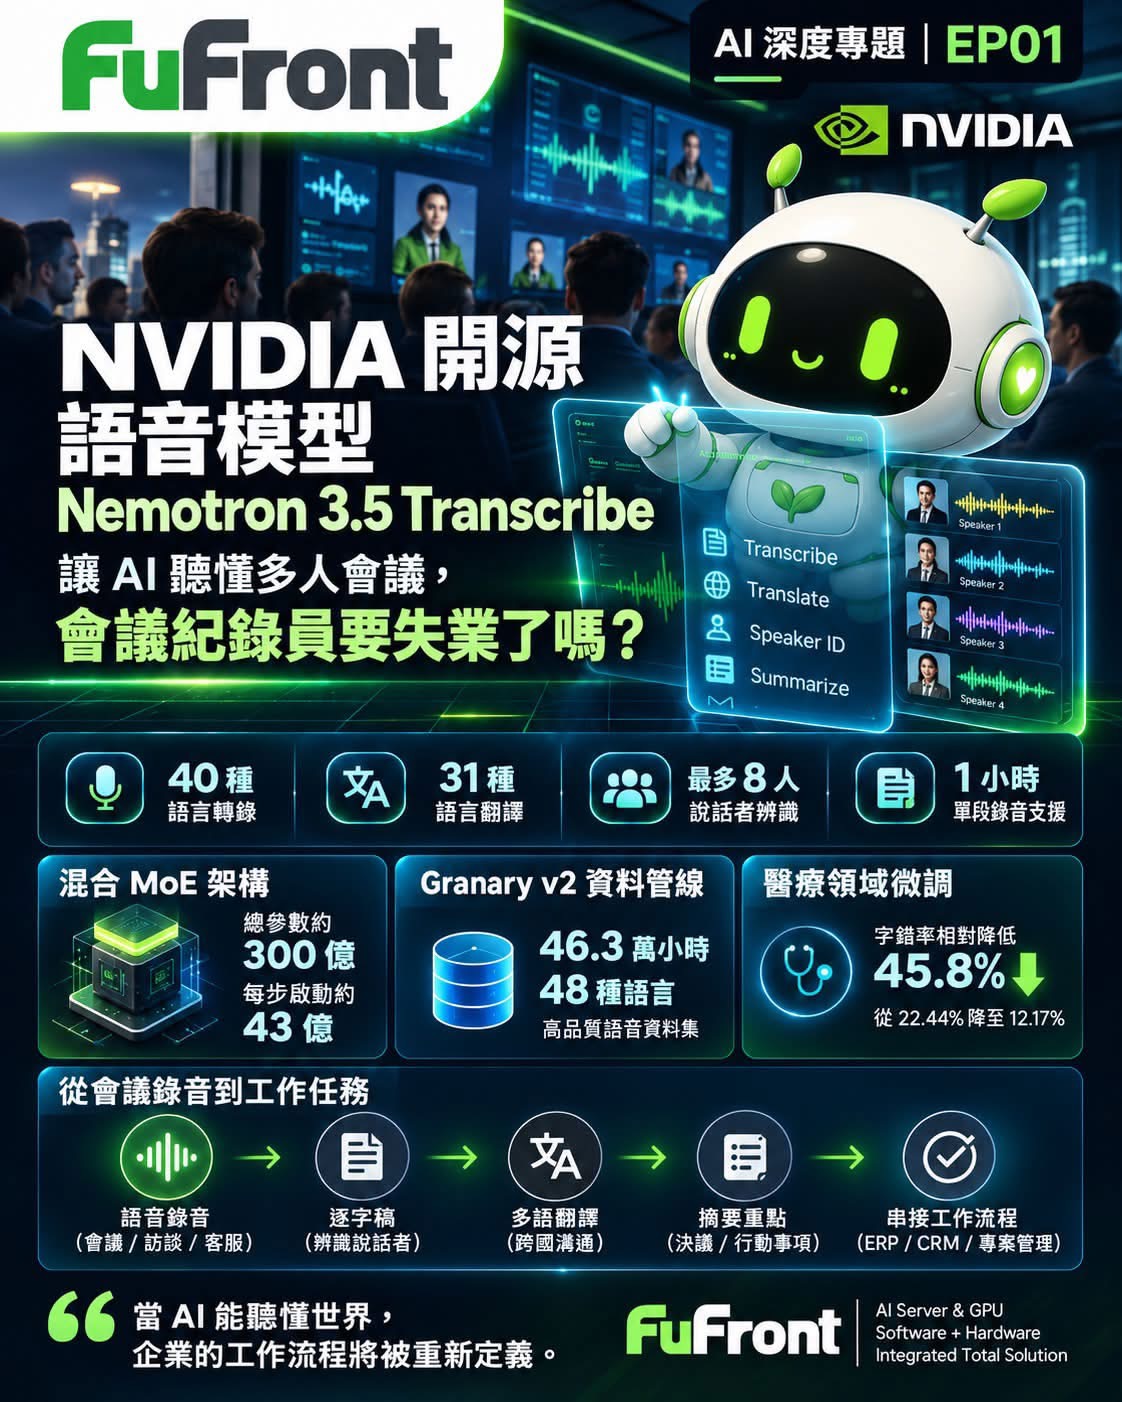 FuFront
AI 深度專題 | EP01
NVIDIA
NVIDIA 開源
語音模型
Nemotron 3.5 Transcribe
讓 AI 聽懂多人會議，
會議紀錄員要失業了嗎？
Transcribe
Translate
Speaker ID
Summarize
Speaker 1
Speaker 2
Speaker 3
Speaker 4
40 種
語言轉錄
31 種
語言翻譯
最多 8 人
說話者辨識
1 小時
單段錄音支援
混合 MoE 架構
總參數約
300 億
每步啟動約
43 億
Granary v2 資料管線
46.3 萬小時
48 種語言
高品質語音資料集
醫療領域微調
字錯率相對降低
45.8%
從 22.44% 降至 12.17%
從會議錄音到工作任務
語音錄音
（會議 / 訪談 / 客服）
逐字稿
（辨識說話者）
文A
多語翻譯
（跨國溝通）
摘要重點
（決議 / 行動事項）
串接工作流程
（ERP / CRM / 專案管理）
當 AI 能聽懂世界，
企業的工作流程將被重新定義。
FuFront
AI Server & GPU
Software + Hardware
Integrated Total Solution